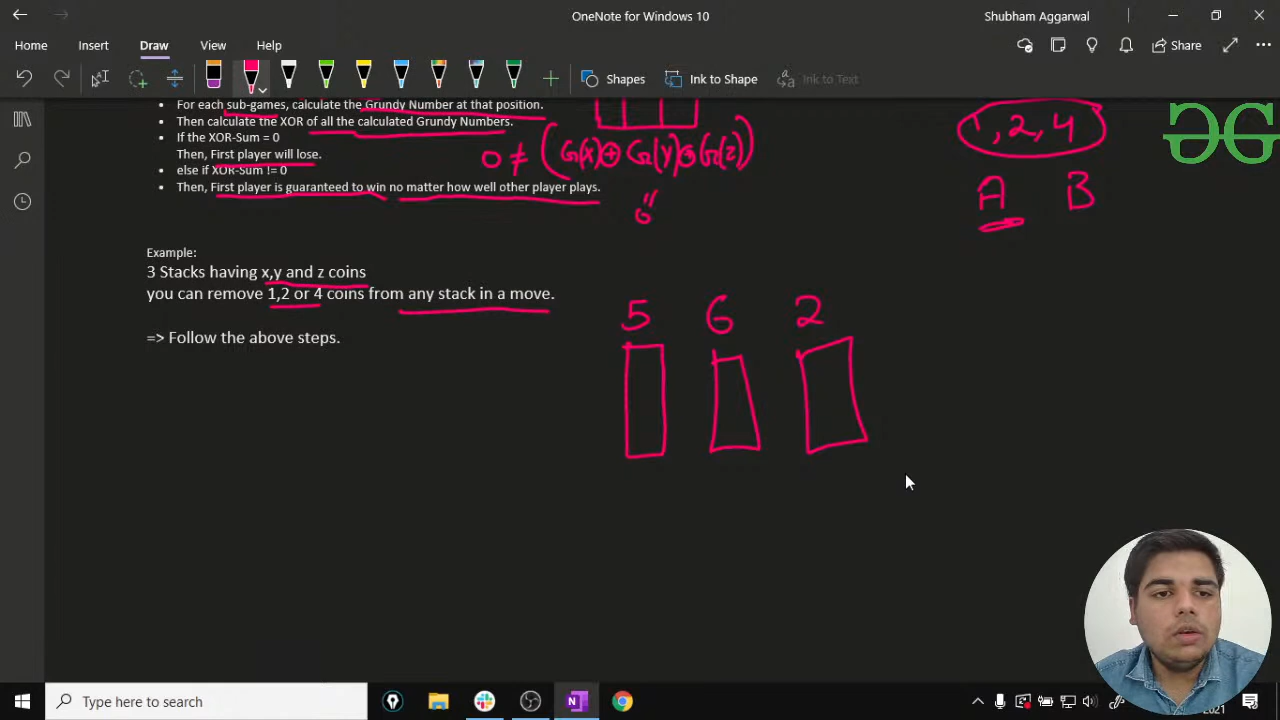 OneNote for Windows 10
Shubham Aggarwal
Home Insert Draw View Help
Share
Shapes Ink to Shape Ink to Text
• For each sub-games, calculate the Grundy Number at that position.
• Then calculate the XOR of all the calculated Grundy Numbers.
• If the XOR-Sum = 0
Then, First player will lose.
• else if XOR-Sum != 0
• Then, First player is guaranteed to win no matter how well other player plays.
0 ≠ (G(x) ⊕ G(y) ⊕ G(z))
1, 2, 4
A B
Example:
3 Stacks having x,y and z coins
you can remove 1,2 or 4 coins from any stack in a move.
=> Follow the above steps.
5 6 2
Type here to search
2021